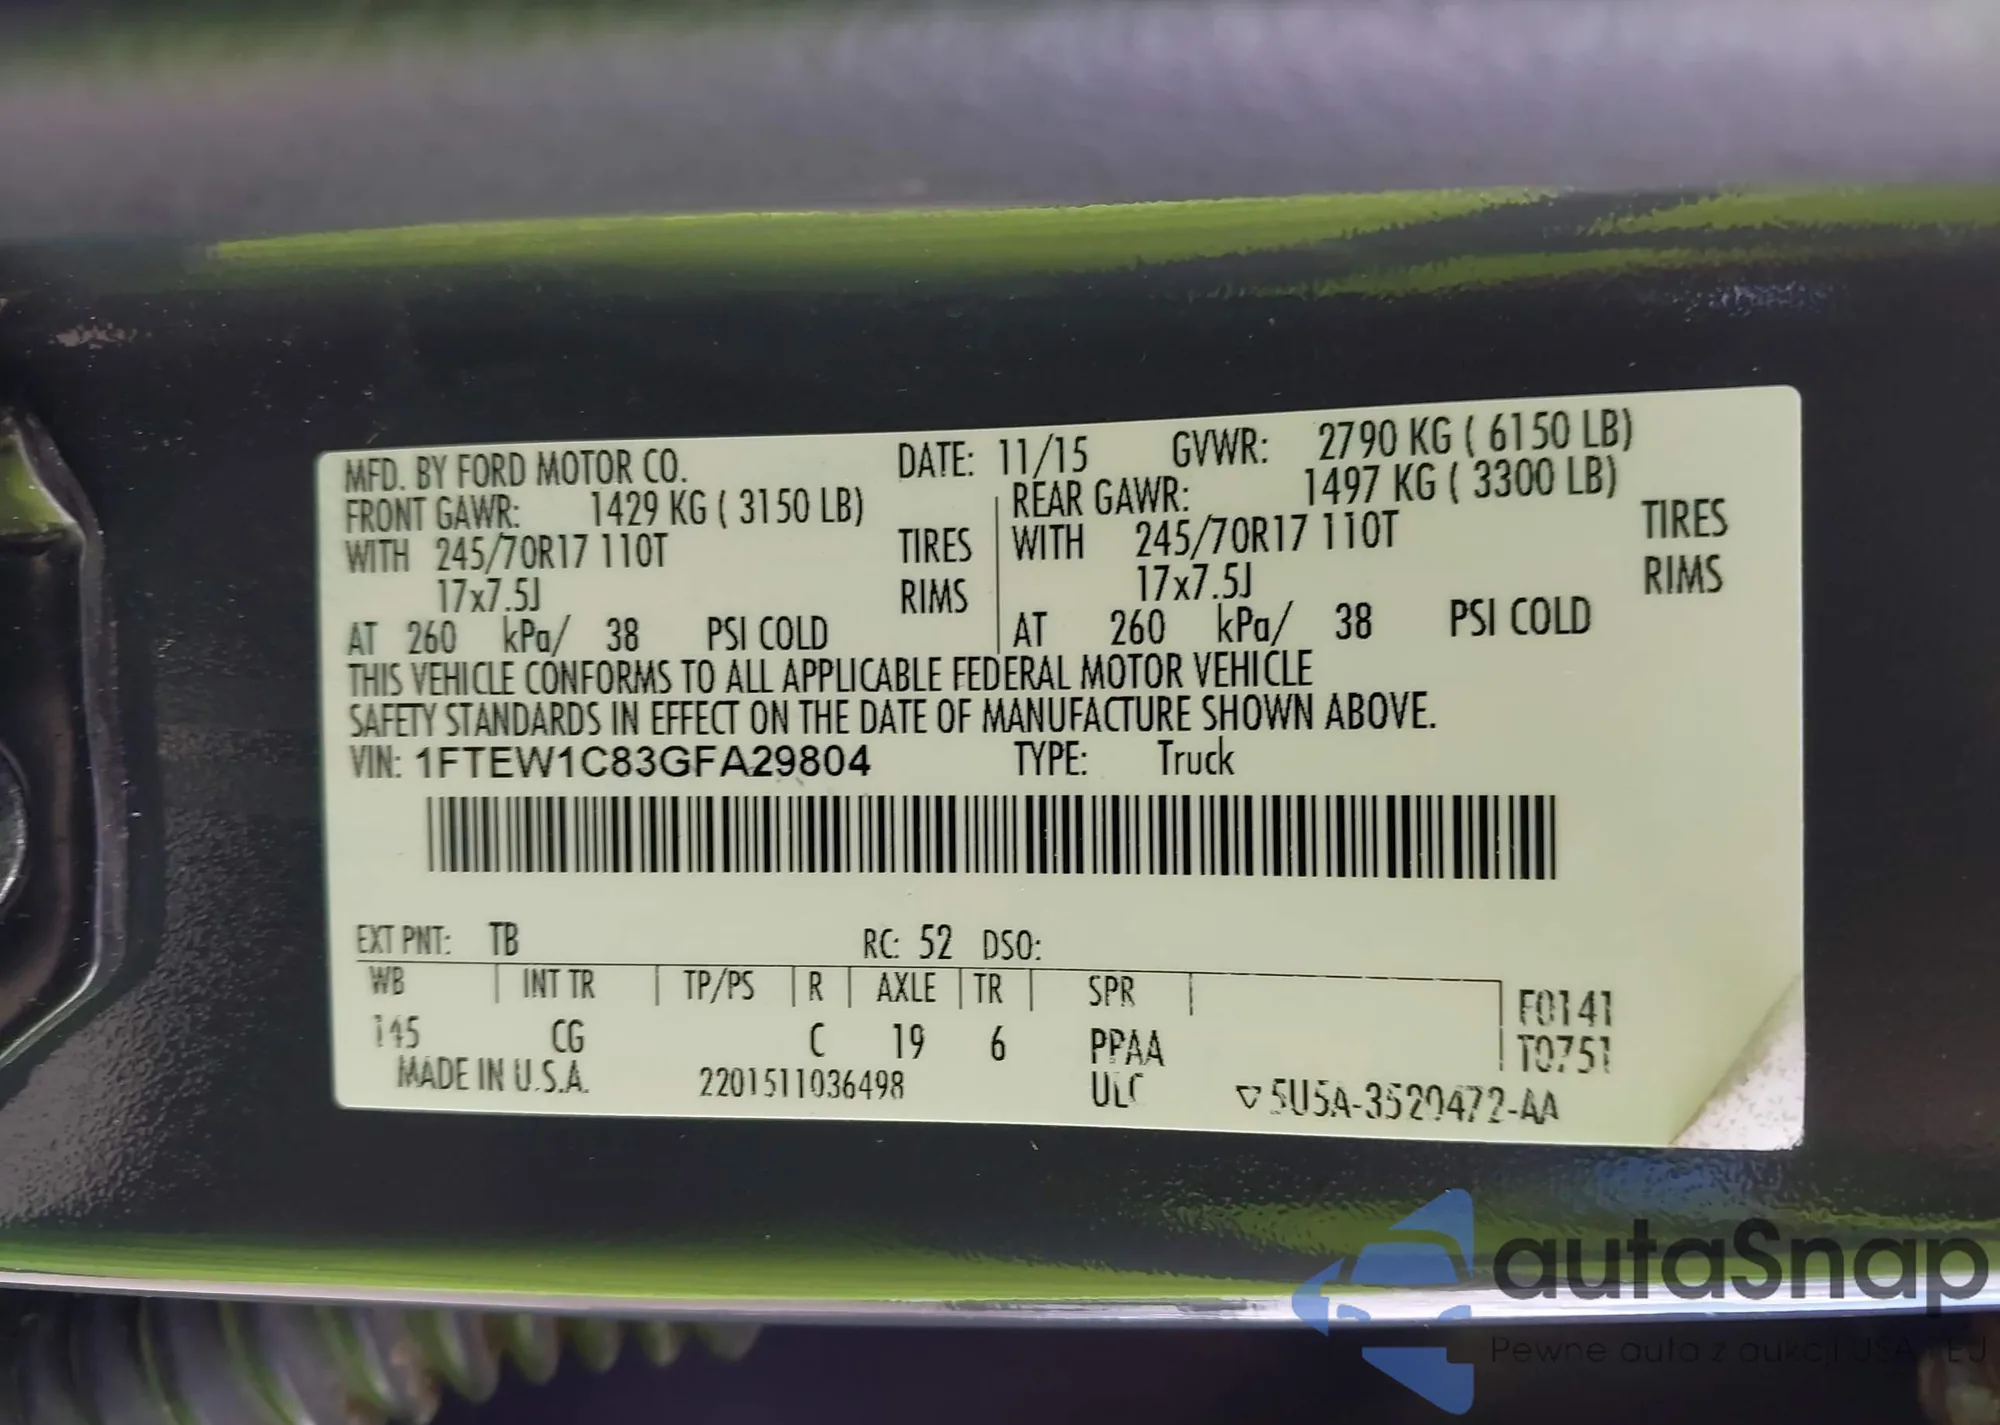 MFD. BY FORD MOTOR CO. DATE: 11/15 GVWR: 2790 KG ( 6150 LB)
FRONT GAWR: 1429 KG ( 3150 LB) REAR GAWR: 1497 KG ( 3300 LB)
WITH 245/70R17 110T TIRES WITH 245/70R17 110T TIRES
17x7.5J RIMS 17x7.5J RIMS
AT 260 kPa/ 38 PSI COLD AT 260 kPa/ 38 PSI COLD
THIS VEHICLE CONFORMS TO ALL APPLICABLE FEDERAL MOTOR VEHICLE
SAFETY STANDARDS IN EFFECT ON THE DATE OF MANUFACTURE SHOWN ABOVE.
VIN: 1FTEW1C83GFA29804 TYPE: Truck
EXT PNT: TB RC: 52 DSO:
WB INT TR TP/PS R AXLE TR SPR F0141
145 CG C 19 6 PPAA T0751
MADE IN U.S.A. 2201511036498 ULC ▽5U5A-3520472-AA
autaSnap
Pewne auta z aukcji USA i EU